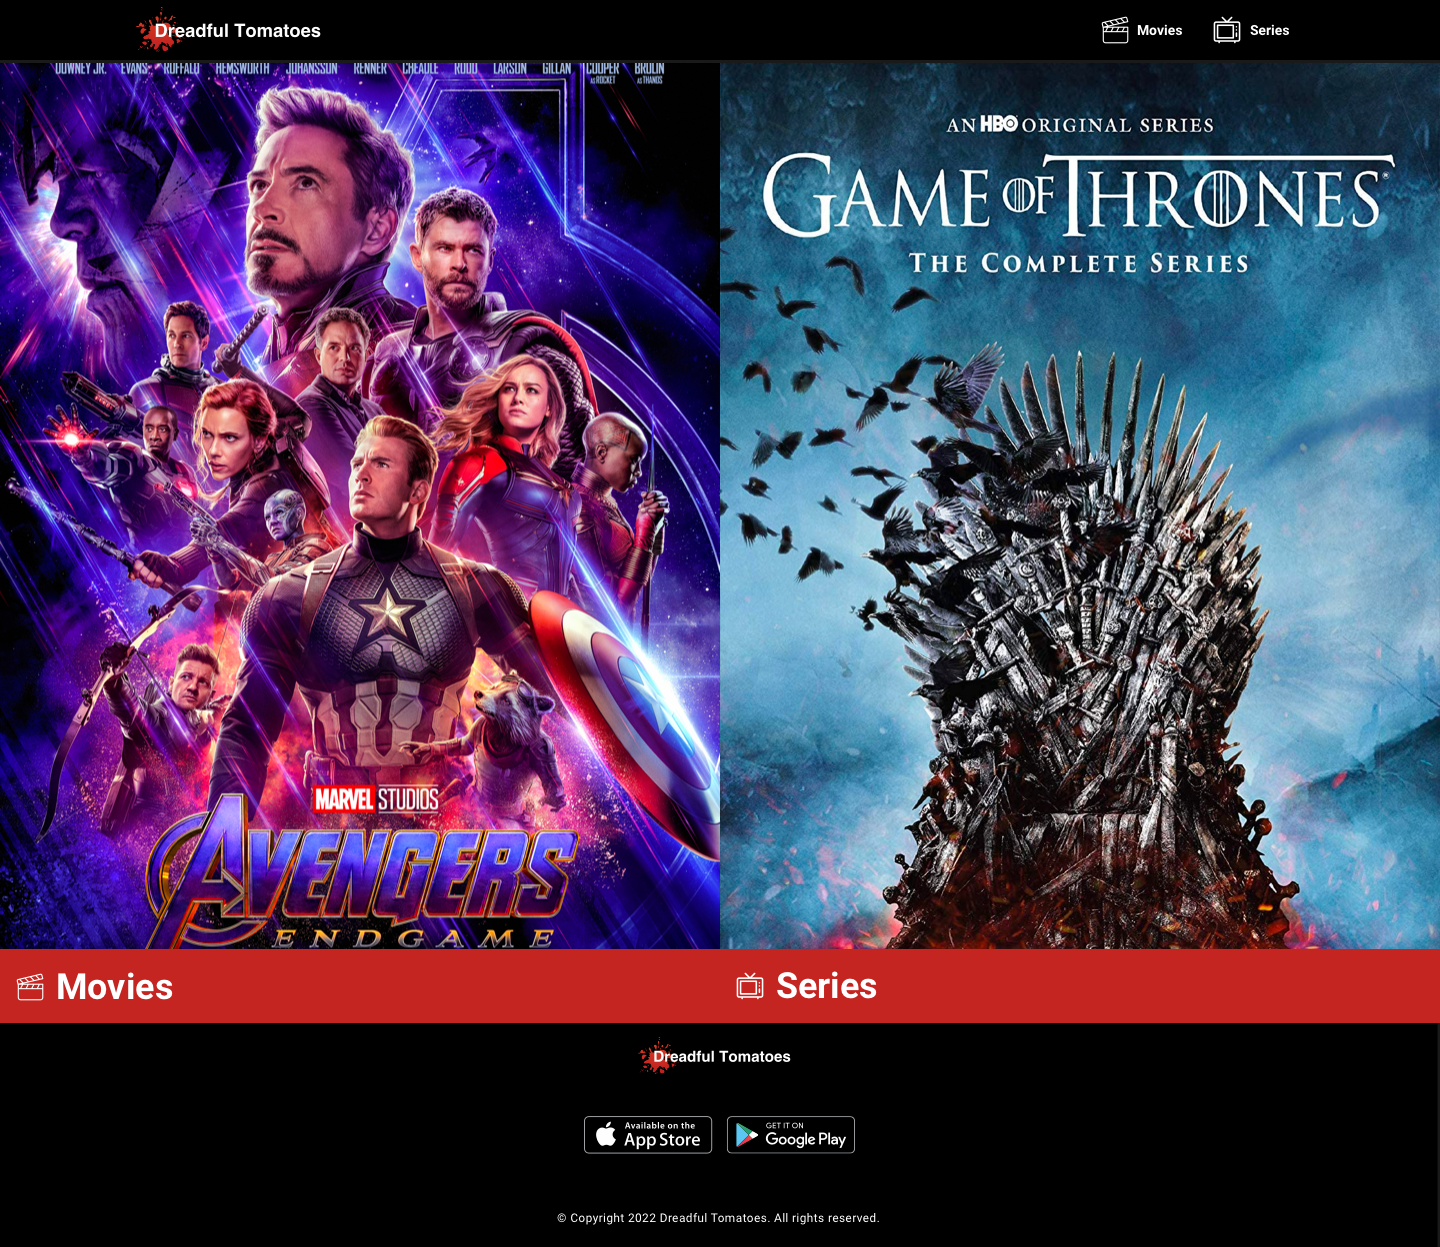 Dreadful Tomatoes
Movies
Series
DOWNEY JR. EVANS RUFFALO HEMSWORTH JOHANSSON RENNER CHEADLE RUDD LARSON GILLAN COOPER BROLIN
AS ROCKET AS THANOS
MARVEL STUDIOS
AVENGERS
ENDGAME
AN HBO ORIGINAL SERIES
GAME OF THRONES®
THE COMPLETE SERIES
Movies
Series
Dreadful Tomatoes
Available on the
App Store
GET IT ON
Google Play
© Copyright 2022 Dreadful Tomatoes. All rights reserved.